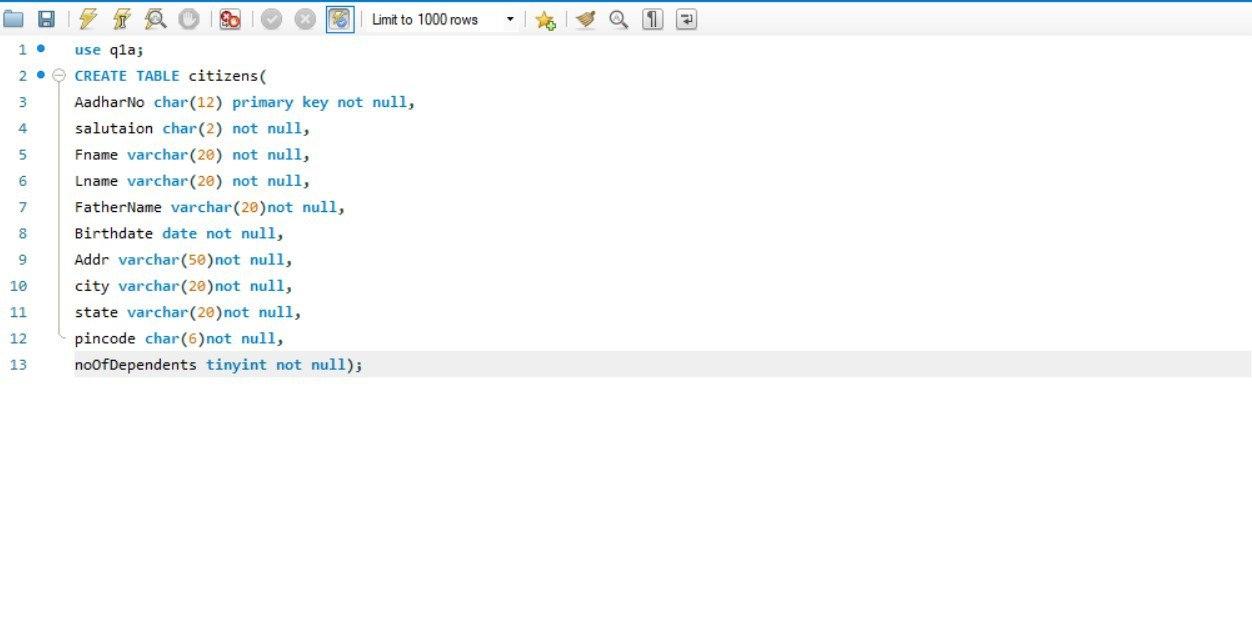 Limit to 1000 rows
1 use q1a;
2 CREATE TABLE citizens(
3 AadharNo char(12) primary key not null,
4 salutaion char(2) not null,
5 Fname varchar(20) not null,
6 Lname varchar(20) not null,
7 FatherName varchar(20)not null,
8 Birthdate date not null,
9 Addr varchar(50)not null,
10 city varchar(20)not null,
11 state varchar(20)not null,
12 pincode char(6)not null,
13 noOfDependents tinyint not null);